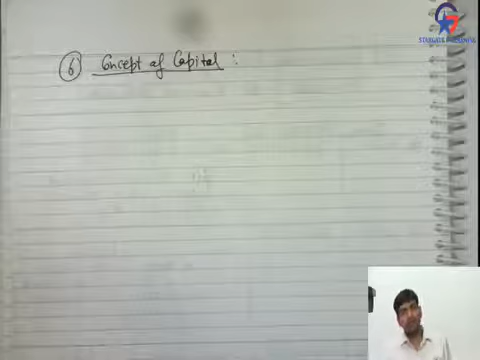 ⑥ Concept of Capital :